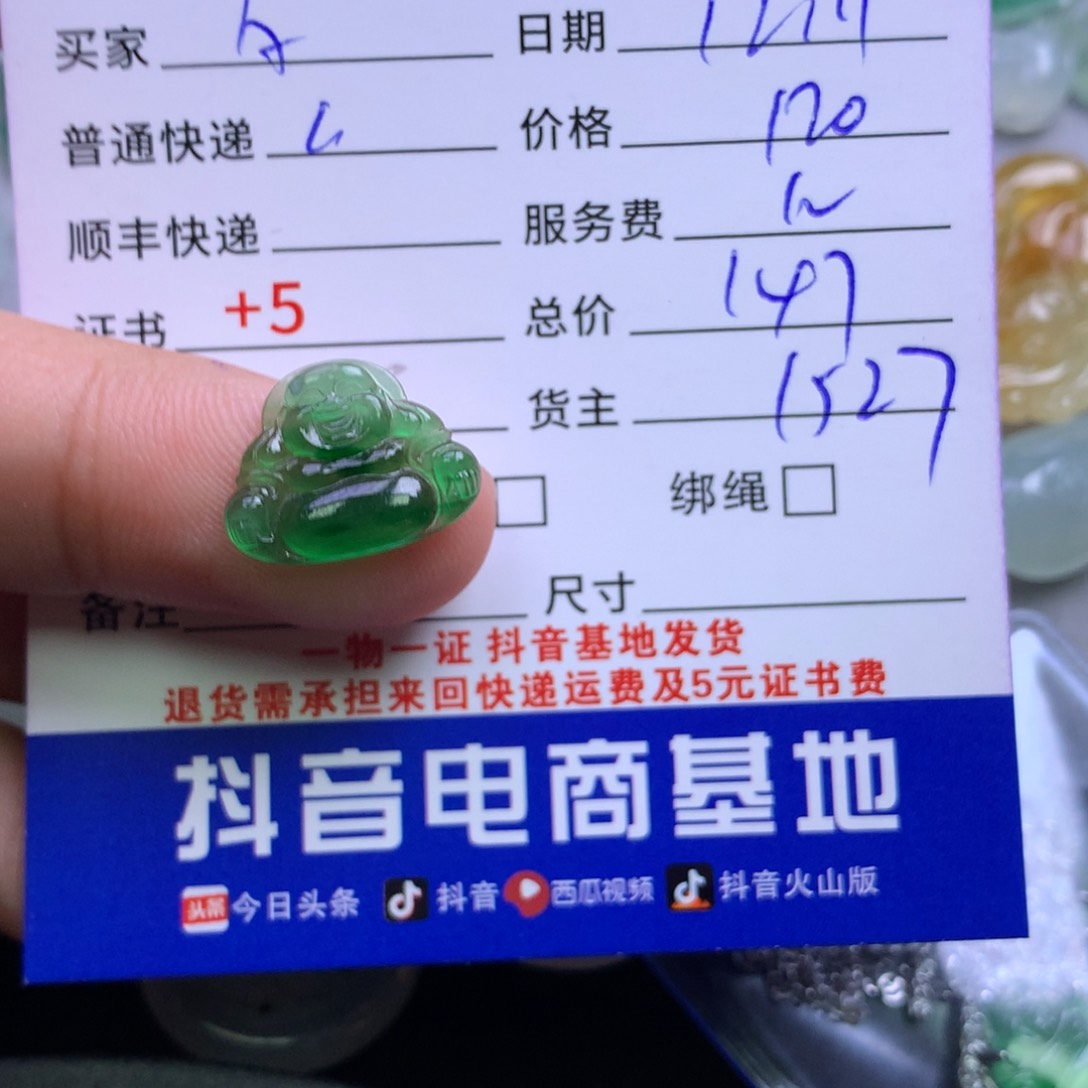 买家 日期
普通快递 价格 120
顺丰快递 服务费 12
证书 +5 总价 147
货主 1527
绑绳
备注 尺寸
一物一证 抖音基地发货
退货需承担来回快递运费及5元证书费
抖音电商基地
头条 今日头条 抖音 西瓜视频 抖音火山版